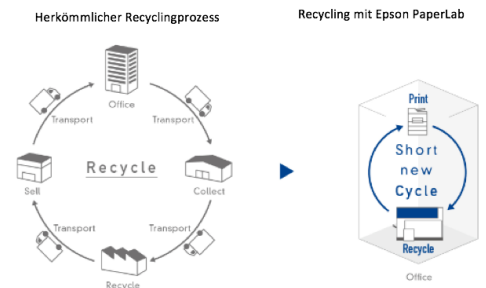 Herkömmlicher Recyclingprozess
Recycling mit Epson PaperLab
Office
Transport
Transport
Recycle
Sell
Collect
Transport
Transport
Recycle
Print
Short
new
Cycle
Recycle
Office